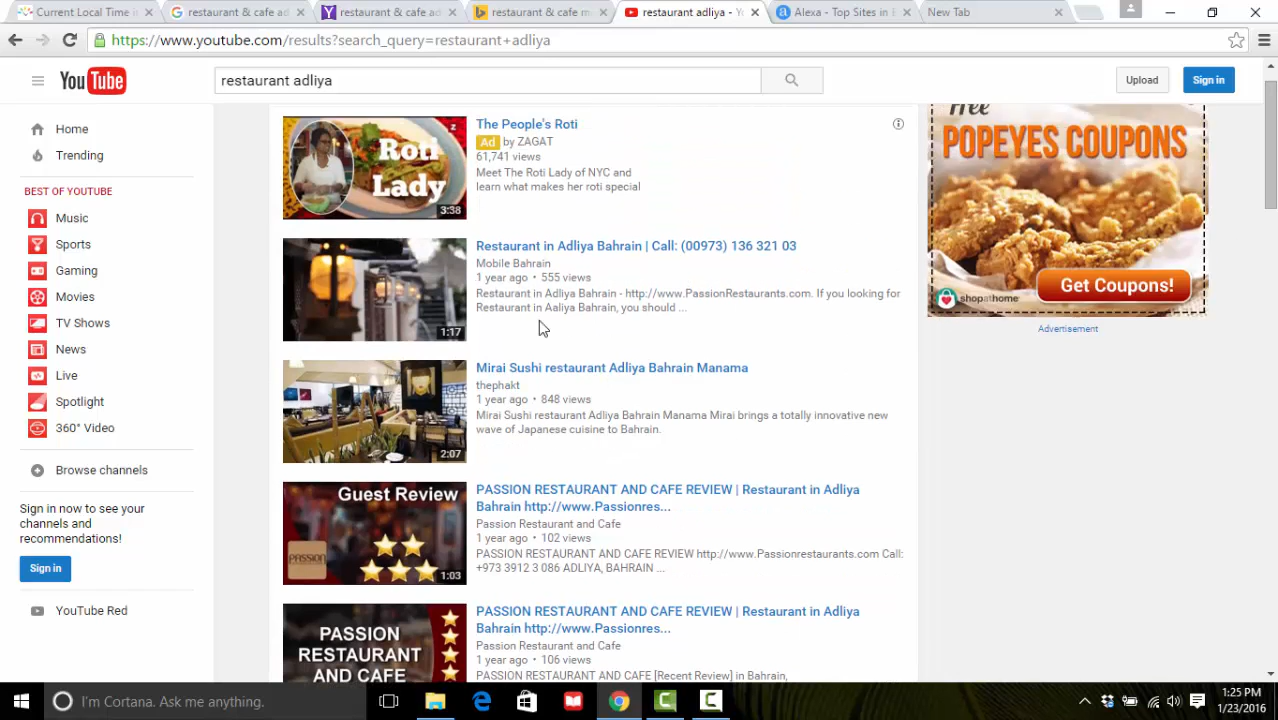 Current Local Time in
restaurant & cafe ad
restaurant & cafe ad
restaurant & cafe m
restaurant adliya - Yo
Alexa - Top Sites in B
New Tab
https://www.youtube.com/results?search_query=restaurant+adliya
YouTube
restaurant adliya
Upload
Sign in
Home
Trending
BEST OF YOUTUBE
Music
Sports
Gaming
Movies
TV Shows
News
Live
Spotlight
360° Video
Browse channels
Sign in now to see your
channels and
recommendations!
Sign in
YouTube Red
Roti
Lady
3:38
The People's Roti
Ad by ZAGAT
61,741 views
Meet The Roti Lady of NYC and
learn what makes her roti special
1:17
Restaurant in Adliya Bahrain | Call: (00973) 136 321 03
Mobile Bahrain
1 year ago • 555 views
Restaurant in Adliya Bahrain - http://www.PassionRestaurants.com. If you looking for
Restaurant in Aaliya Bahrain, you should ...
2:07
Mirai Sushi restaurant Adliya Bahrain Manama
thephakt
1 year ago • 848 views
Mirai Sushi restaurant Adliya Bahrain Manama Mirai brings a totally innovative new
wave of Japanese cuisine to Bahrain.
Guest Review
PASSION
1:03
PASSION RESTAURANT AND CAFE REVIEW | Restaurant in Adliya
Bahrain http://www.Passionres...
Passion Restaurant and Cafe
1 year ago • 102 views
PASSION RESTAURANT AND CAFE REVIEW http://www.Passionrestaurants.com Call:
+973 3912 3 086 ADLIYA, BAHRAIN ...
PASSION
RESTAURANT
AND CAFE
PASSION RESTAURANT AND CAFE REVIEW | Restaurant in Adliya
Bahrain http://www.Passionres...
Passion Restaurant and Cafe
1 year ago • 106 views
PASSION RESTAURANT AND CAFE [Recent Review] in Bahrain,
Free
POPEYES COUPONS
Get Coupons!
shopathome
Advertisement
I'm Cortana. Ask me anything.
1:25 PM
1/23/2016